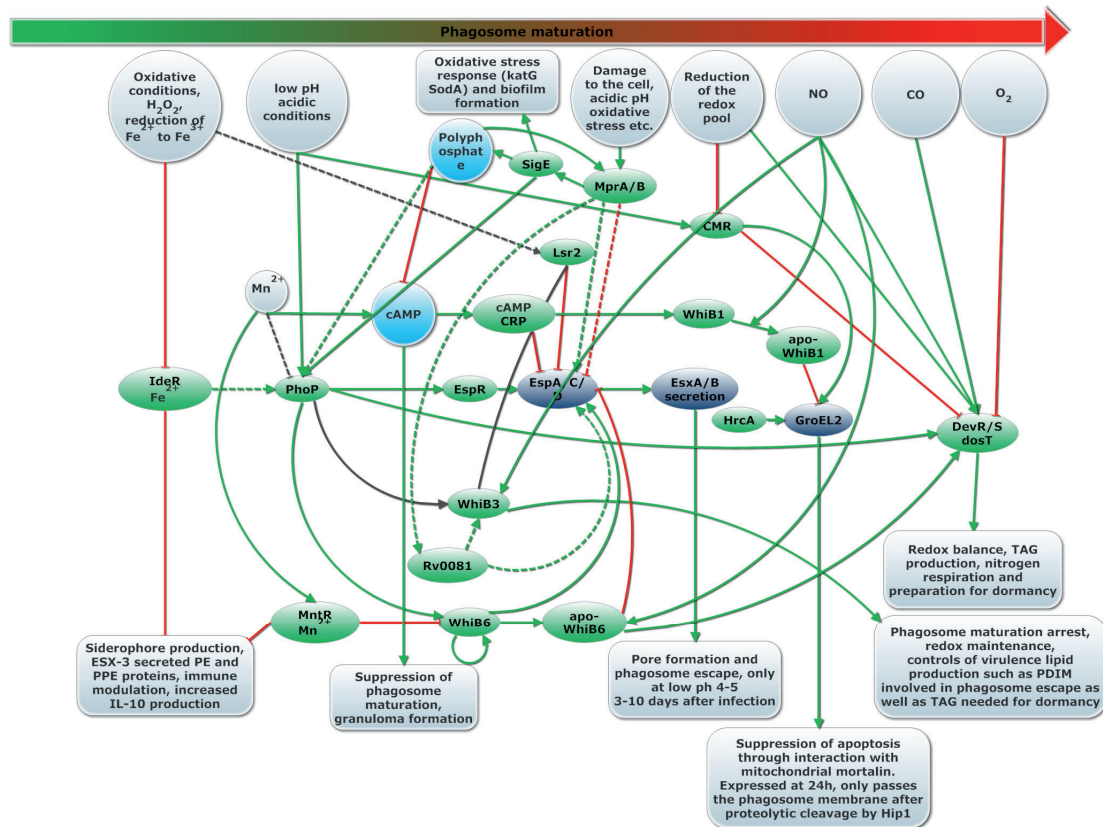 Phagosome maturation
Oxidative
conditions,
H2O2,
reduction of
Fe2+ to Fe3+
low pH
acidic
conditions
Oxidative stress
response (katG
SodA) and biofilm
formation
Damage
to the cell,
acidic pH
oxidative
stress etc.
Reduction
of the
redox
pool
NO
CO
O2
Polyph
osphat
e
SigE
MprA/B
CMR
Lsr2
Mn2+
cAMP
cAMP
CRP
WhiB1
apo-
WhiB1
IdeR
Fe2+
PhoP
EspR
EspA/C/
D
EsxA/B
secretion
HrcA
GroEL2
DevR/S
dosT
WhiB3
Rv0081
MntR
Mn2+
WhiB6
apo-
WhiB6
Redox balance, TAG
production, nitrogen
respiration and
preparation for dormancy
Siderophore production,
ESX-3 secreted PE and
PPE proteins, immune
modulation, increased
IL-10 production
Suppression of
phagosome
maturation,
granuloma formation
Pore formation and
phagosome escape, only
at low ph 4-5
3-10 days after infection
Phagosome maturation arrest,
redox maintenance,
controls of virulence lipid
production such as PDIM
involved in phagosome escape as
well as TAG needed for dormancy
Suppression of apoptosis
through interaction with
mitochondrial mortalin.
Expressed at 24h, only passes
the phagosome membrane after
proteolytic cleavage by Hip1